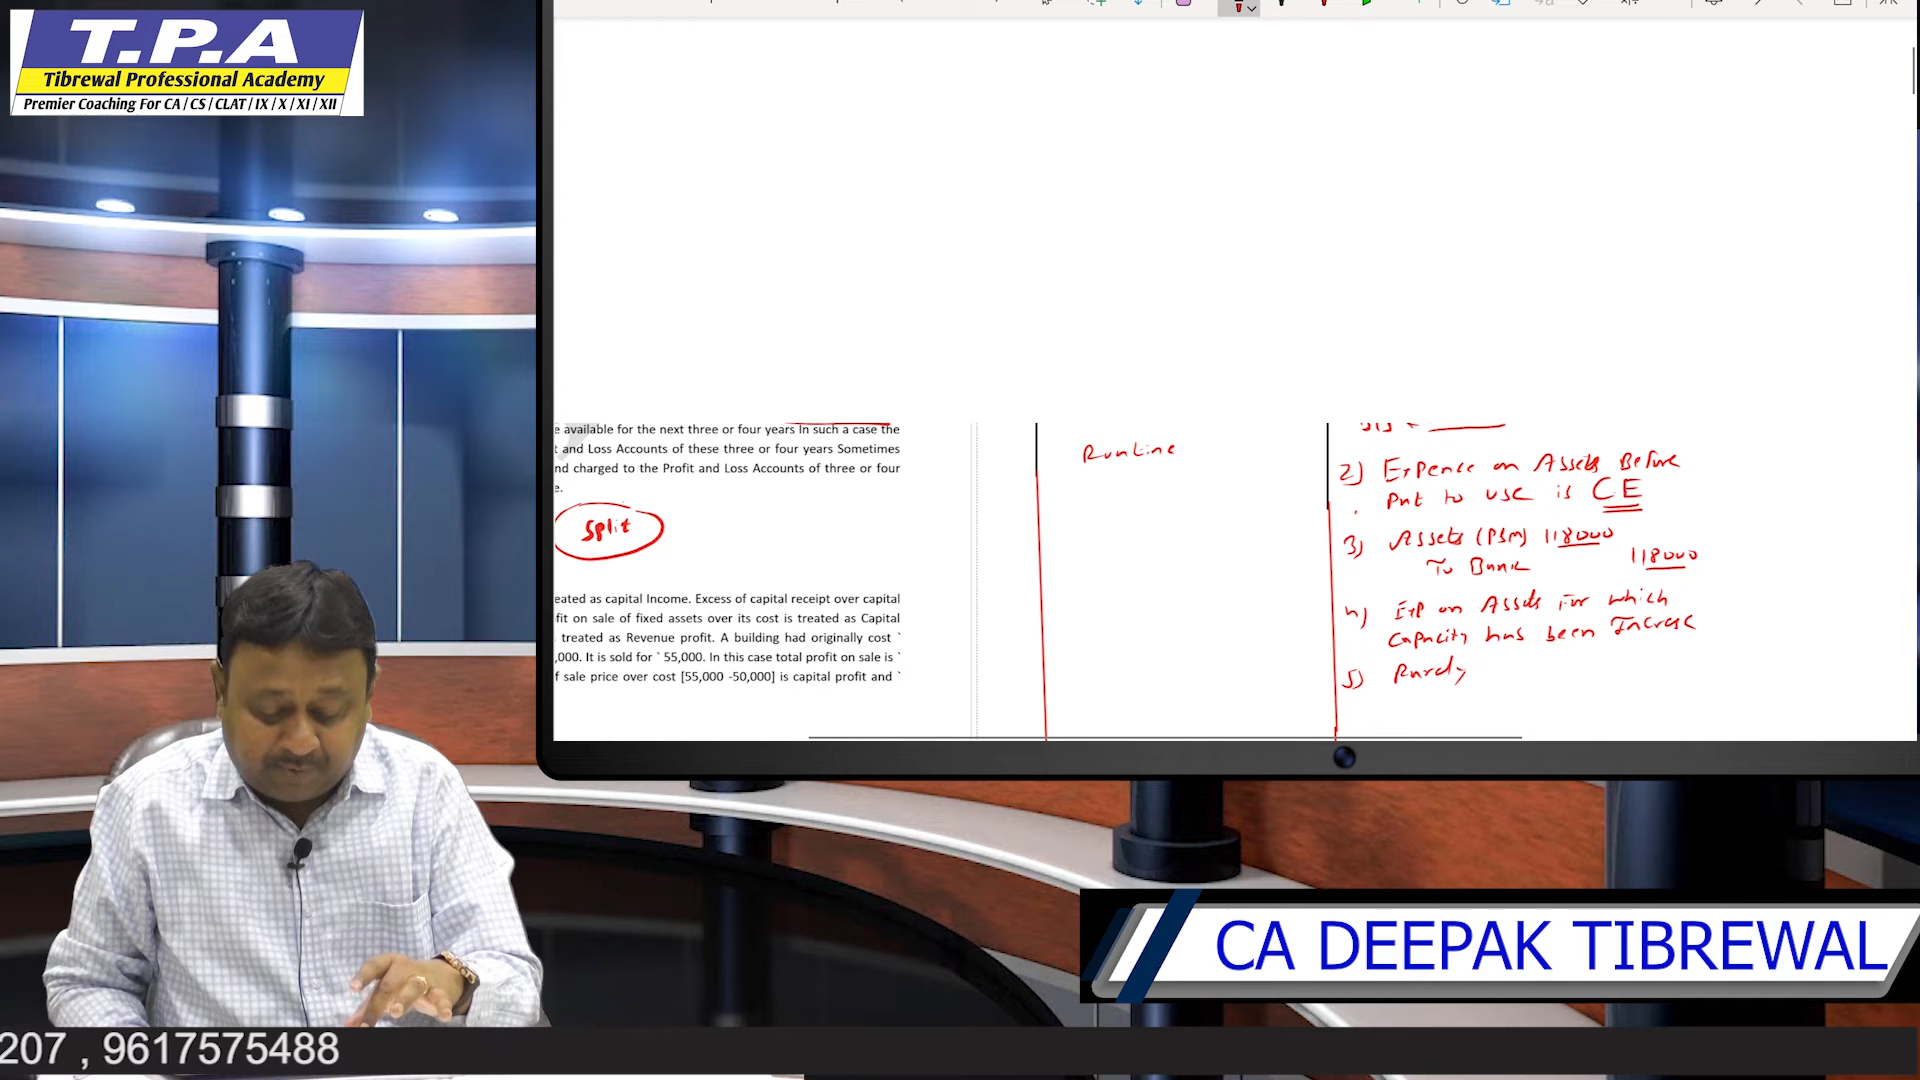 T.P.A
Tibrewal Professional Academy
Premier Coaching For CA / CS / CLAT / IX / X / XI / XII
e available for the next three or four years In such a case the
t and Loss Accounts of these three or four years Sometimes
nd charged to the Profit and Loss Accounts of three or four
e.
Split
eated as capital Income. Excess of capital receipt over capital
fit on sale of fixed assets over its cost is treated as Capital
treated as Revenue profit. A building had originally cost `
,000. It is sold for ` 55,000. In this case total profit on sale is `
f sale price over cost [55,000 -50,000] is capital profit and `
Runtine
2) Expence on Assets Before
Put to use is CE
3) Assets (P&M) 118000
To Bank 118000
4) Exp on Assets For which
capacity has been Increse
5) Rarely
CA DEEPAK TIBREWAL
207 , 9617575488